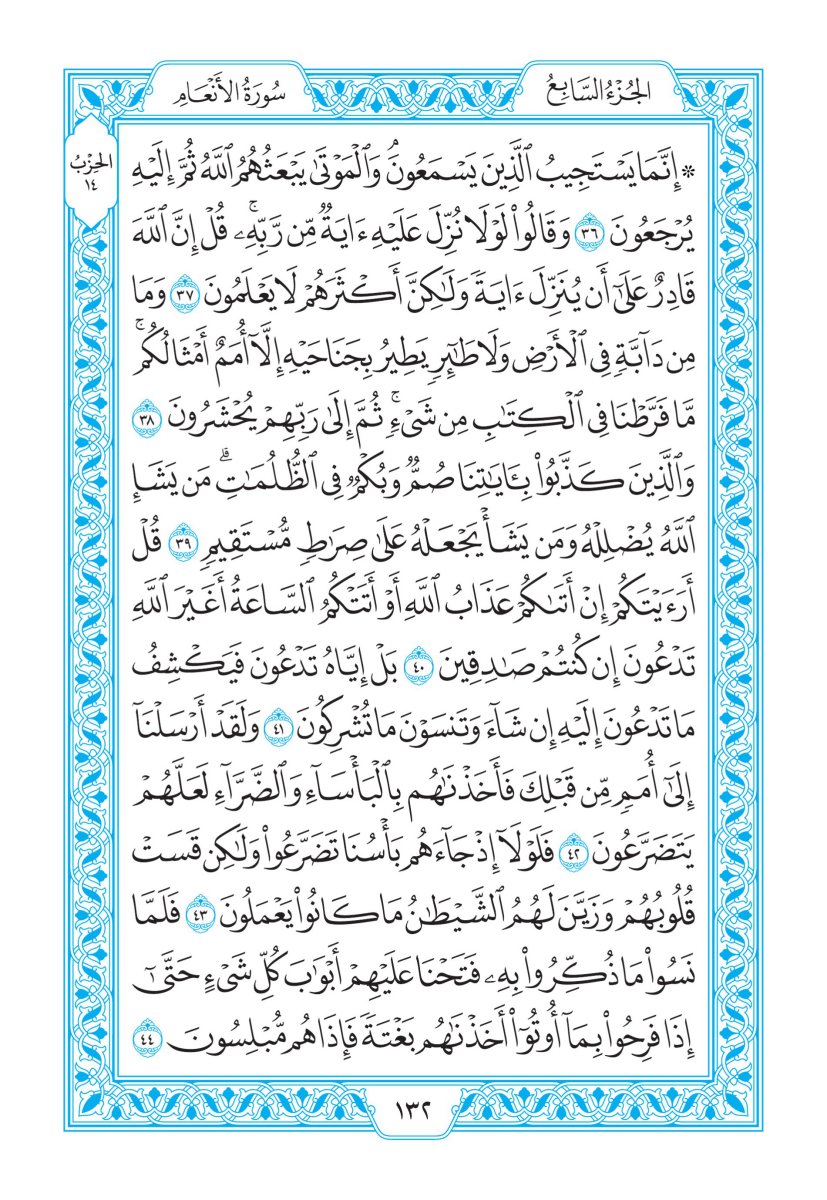 الجُزْءُ السَّابِعُ
سُورَةُ الأَنْعَامِ
الحِزْبُ
١٤
* إِنَّمَا يَسْتَجِيبُ ٱلَّذِينَ يَسْمَعُونَۘ وَٱلْمَوْتَىٰ يَبْعَثُهُمُ ٱللَّهُ ثُمَّ إِلَيْهِ
يُرْجَعُونَ ٣٦ وَقَالُوا۟ لَوْلَا نُزِّلَ عَلَيْهِ ءَايَةٌ مِّن رَّبِّهِۦۚ قُلْ إِنَّ ٱللَّهَ
قَادِرٌ عَلَىٰٓ أَن يُنَزِّلَ ءَايَةً وَلَٰكِنَّ أَكْثَرَهُمْ لَا يَعْلَمُونَ ٣٧ وَمَا
مِن دَآبَّةٍ فِى ٱلْأَرْضِ وَلَا طَٰٓئِرٍ يَطِيرُ بِجَنَاحَيْهِ إِلَّآ أُمَمٌ أَمْثَالُكُمۚ
مَّا فَرَّطْنَا فِى ٱلْكِتَٰبِ مِن شَىْءٍۚ ثُمَّ إِلَىٰ رَبِّهِمْ يُحْشَرُونَ ٣٨
وَٱلَّذِينَ كَذَّبُوا۟ بِـَٔايَٰتِنَا صُمٌّ وَبُكْمٌ فِى ٱلظُّلُمَٰتِۗ مَن يَشَإِ
ٱللَّهُ يُضْلِلْهُ وَمَن يَشَأْ يَجْعَلْهُ عَلَىٰ صِرَٰطٍ مُّسْتَقِيمٍ ٣٩ قُلْ
أَرَءَيْتَكُمْ إِنْ أَتَىٰكُمْ عَذَابُ ٱللَّهِ أَوْ أَتَتْكُمُ ٱلسَّاعَةُ أَغَيْرَ ٱللَّهِ
تَدْعُونَ إِن كُنتُمْ صَٰدِقِينَ ٤٠ بَلْ إِيَّاهُ تَدْعُونَ فَيَكْشِفُ
مَا تَدْعُونَ إِلَيْهِ إِن شَآءَ وَتَنسَوْنَ مَا تُشْرِكُونَ ٤١ وَلَقَدْ أَرْسَلْنَآ
إِلَىٰٓ أُمَمٍ مِّن قَبْلِكَ فَأَخَذْنَٰهُم بِٱلْبَأْسَآءِ وَٱلضَّرَّآءِ لَعَلَّهُمْ
يَتَضَرَّعُونَ ٤٢ فَلَوْلَآ إِذْ جَآءَهُم بَأْسُنَا تَضَرَّعُوا۟ وَلَٰكِن قَسَتْ
قُلُوبُهُمْ وَزَيَّنَ لَهُمُ ٱلشَّيْطَٰنُ مَا كَانُوا۟ يَعْمَلُونَ ٤٣ فَلَمَّا
نَسُوا۟ مَا ذُكِّرُوا۟ بِهِۦ فَتَحْنَا عَلَيْهِمْ أَبْوَٰبَ كُلِّ شَىْءٍ حَتَّىٰٓ
إِذَا فَرِحُوا۟ بِمَآ أُوتُوٓا۟ أَخَذْنَٰهُم بَغْتَةً فَإِذَا هُم مُّبْلِسُونَ ٤٤
١٣٢